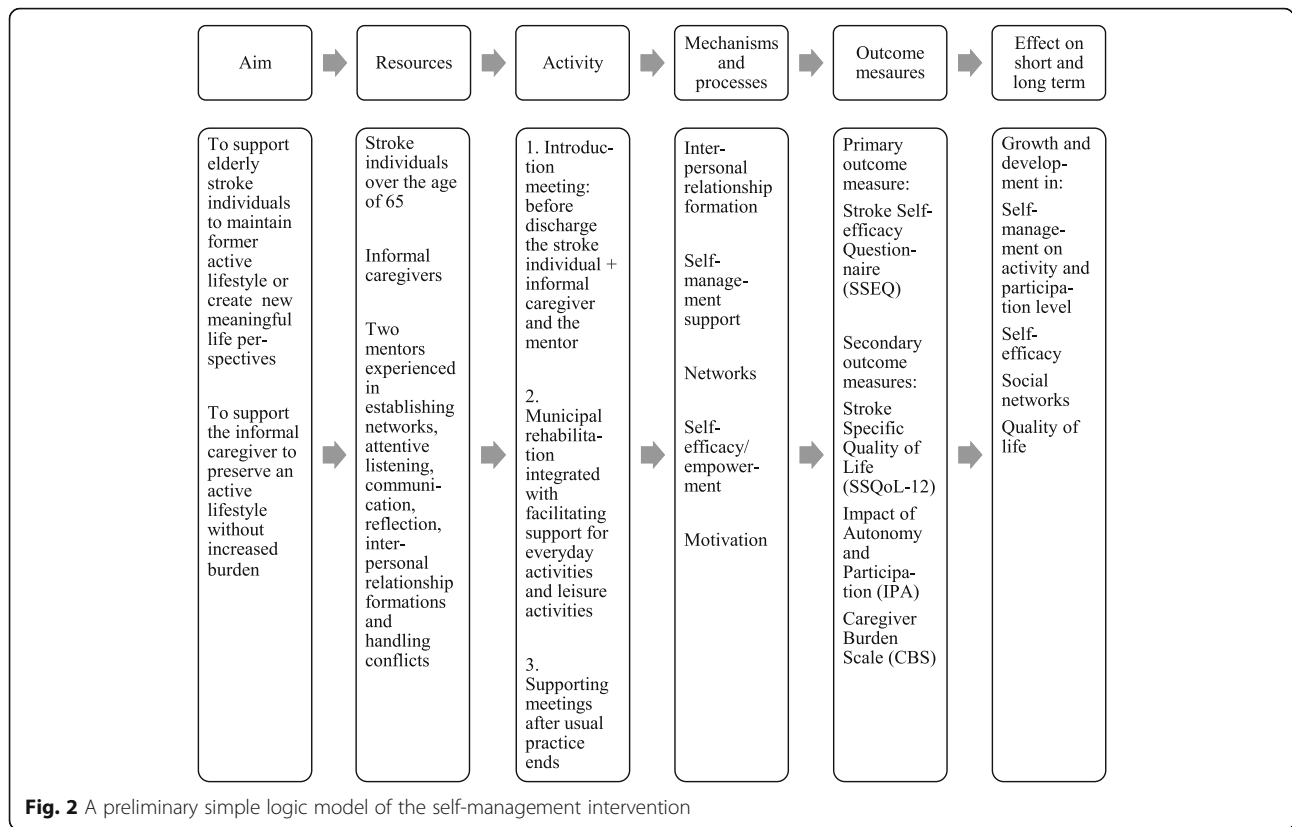 Aim
Resources
Activity
Mechanisms
and
processes
Outcome
mesaures
Effect on
short and
long term
To support
elderly
stroke
individuals
to maintain
former
active
lifestyle or
create new
meaningful
life per-
spectives
To support
the informal
caregiver to
preserve an
active
lifestyle
without
increased
burden
Stroke
individuals
over the age
of 65
Informal
caregivers
Two
mentors
experienced
in
establishing
networks,
attentive
listening,
communi-
cation,
reflection,
inter-
personal
relationship
formations
and
handling
conflicts
1. Introduc-
tion
meeting:
before
discharge
the stroke
individual +
informal
caregiver
and the
mentor
2.
Municipal
rehabilita-
tion
integrated
with
facilitating
support for
everyday
activities
and leisure
activities
3.
Supporting
meetings
after usual
practice
ends
Inter-
personal
relationship
formation
Self-
manage-
ment
support
Networks
Self-
efficacy/
empower-
ment
Motivation
Primary
outcome
measure:
Stroke Self-
efficacy
Question-
naire
(SSEQ)
Secondary
outcome
measures:
Stroke
Specific
Quality of
Life
(SSQoL-12)
Impact of
Autonomy
and
Participa-
tion (IPA)
Caregiver
Burden
Scale (CBS)
Growth and
develop-
ment in:
Self-
manage-
ment on
activity and
participa-
tion level
Self-
efficacy
Social
networks
Quality of
life
Fig. 2 A preliminary simple logic model of the self-management intervention